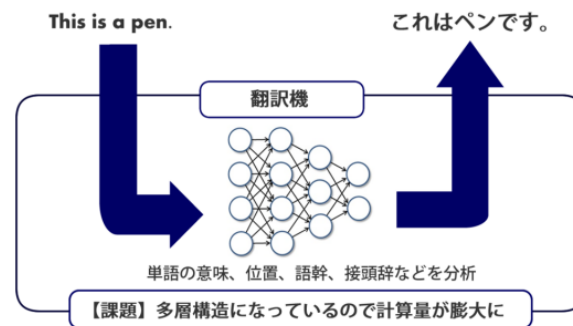 This is a pen.
これはペンです。
翻訳機
単語の意味、位置、語幹、接頭辞などを分析
【課題】多層構造になっているので計算量が膨大に